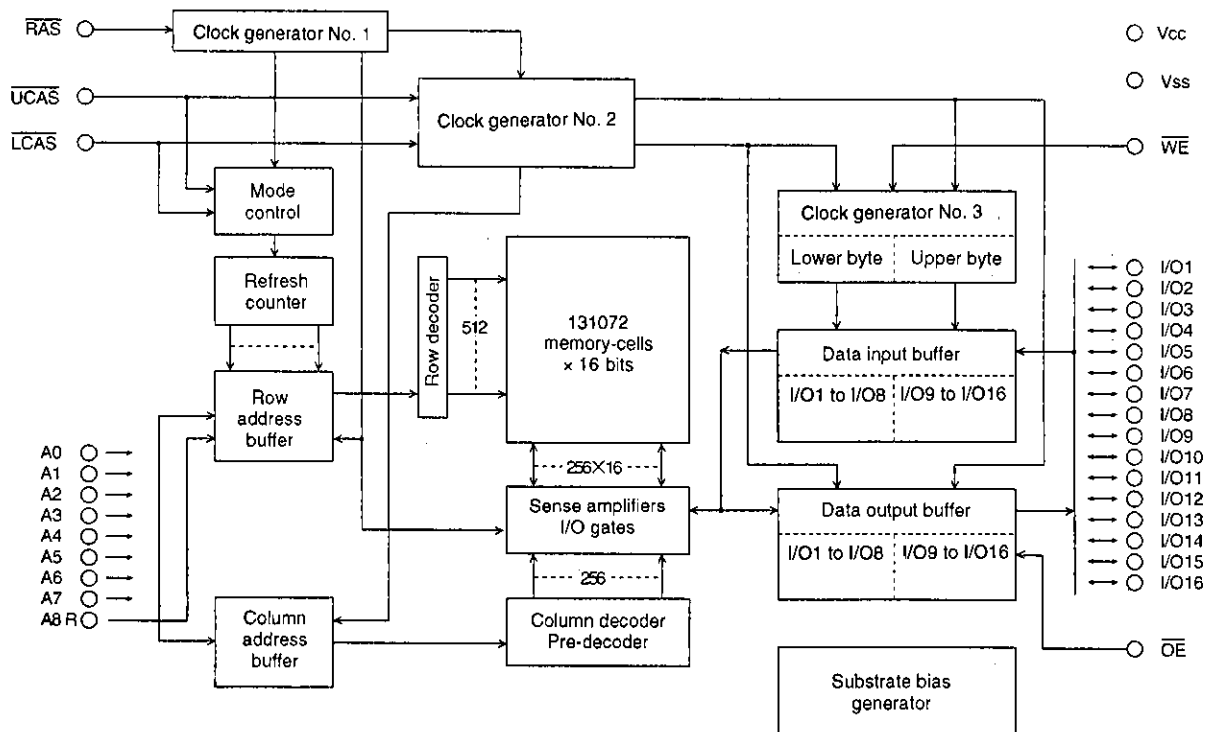 RAS
Clock generator No. 1
Vcc
Vss
UCAS
LCAS
Clock generator No. 2
WE
Mode
control
Clock generator No. 3
Lower byte
Upper byte
Refresh
counter
Row decoder
512
131072
memory-cells
× 16 bits
Data input buffer
I/O1 to I/O8
I/O9 to I/O16
Row
address
buffer
256×16
Sense amplifiers
I/O gates
Data output buffer
I/O1 to I/O8
I/O9 to I/O16
256
Column
address
buffer
Column decoder
Pre-decoder
Substrate bias
generator
A0
A1
A2
A3
A4
A5
A6
A7
A8 R
I/O1
I/O2
I/O3
I/O4
I/O5
I/O6
I/O7
I/O8
I/O9
I/O10
I/O11
I/O12
I/O13
I/O14
I/O15
I/O16
OE